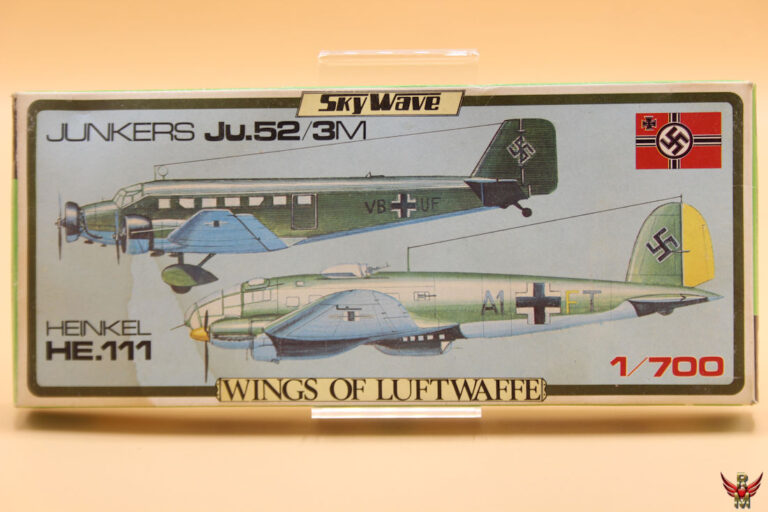 SkyWave
JUNKERS Ju.52/3M
VB UF
A1 FT
HEINKEL
HE.111
1/700
WINGS OF LUFTWAFFE